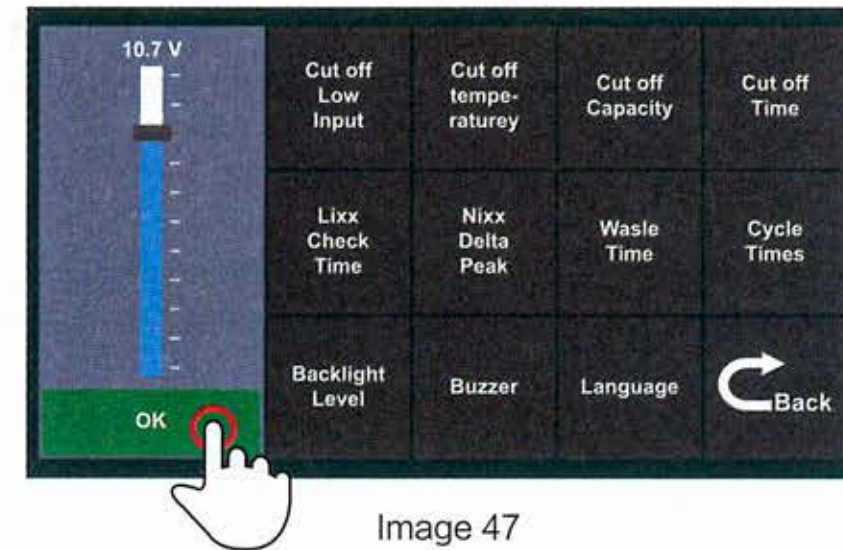 10.7 V
OK
Cut off
Low
Input
Cut off
tempe-
raturey
Cut off
Capacity
Cut off
Time
Lixx
Check
Time
Nixx
Delta
Peak
Wasle
Time
Cycle
Times
Backlight
Level
Buzzer
Language
Back
Image 47